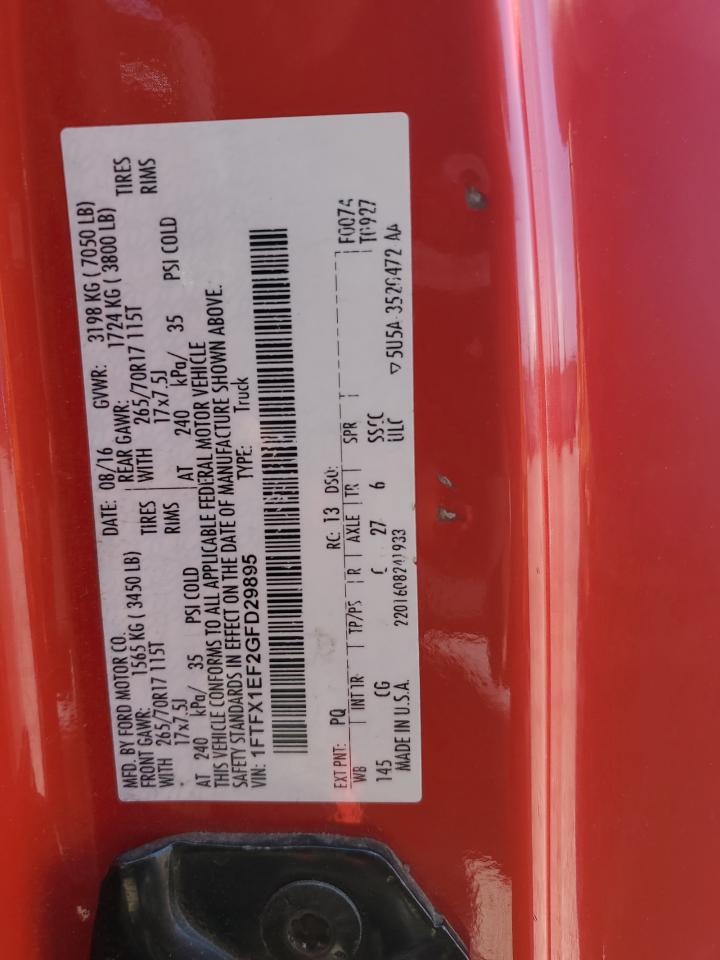 MFD. BY FORD MOTOR CO. DATE: 08/16 GVWR: 3198 KG ( 7050 LB)
FRONT GAWR: 1565 KG ( 3450 LB) REAR GAWR: 1724 KG ( 3800 LB)
WITH 265/70R17 115T TIRES WITH 265/70R17 115T TIRES
17x7.5J RIMS 17x7.5J RIMS
AT 240 kPa/ 35 PSI COLD AT 240 kPa/ 35 PSI COLD
THIS VEHICLE CONFORMS TO ALL APPLICABLE FEDERAL MOTOR VEHICLE
SAFETY STANDARDS IN EFFECT ON THE DATE OF MANUFACTURE SHOWN ABOVE.
VIN: 1FTFX1EF2GFD29895 TYPE: Truck
EXT PNT: PQ RC: 13 DSO: F0074
WB INT TR TP/PS R AXLE TR SPR T0927
145 CG 27 6
MADE IN U.S.A. 2201608241933 ULC ▽5U5A 3520472 AA